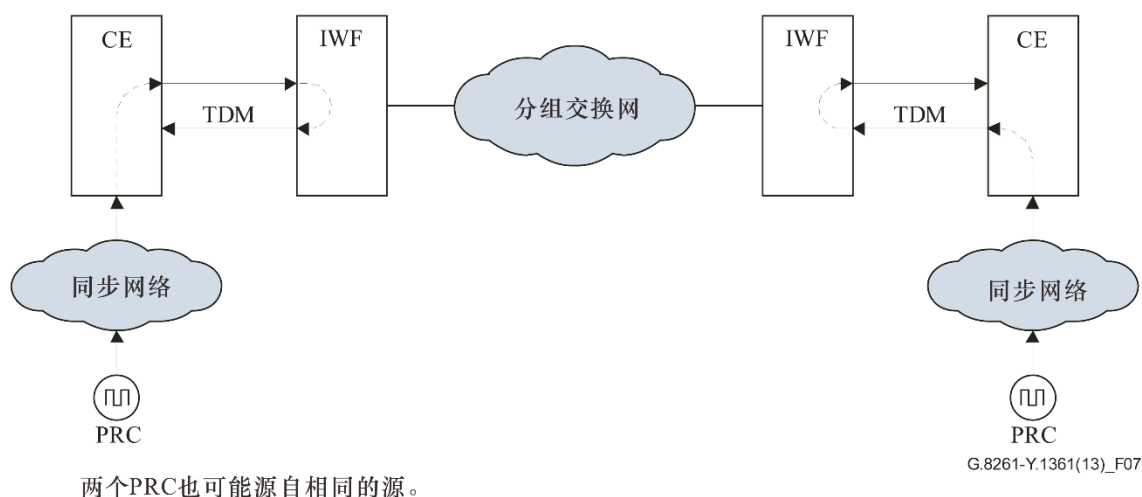 CE
IWF
IWF
CE
TDM
分组交换网
TDM
同步网络
同步网络
PRC
PRC
G.8261-Y.1361(13)_F07
两个PRC也可能源自相同的源。